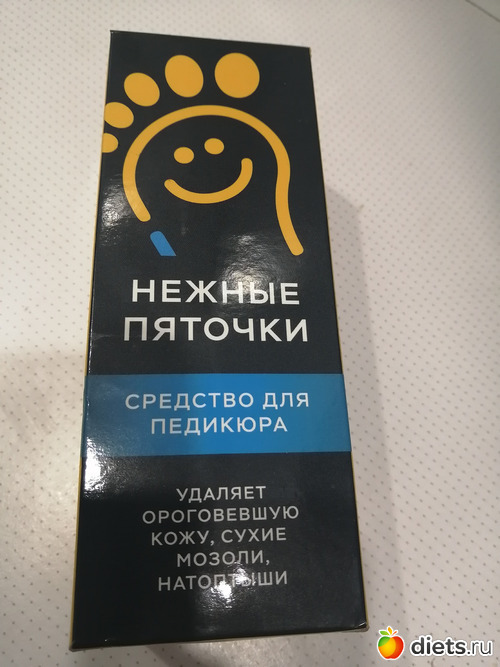 НЕЖНЫЕ
ПЯТОЧКИ
СРЕДСТВО ДЛЯ
ПЕДИКЮРА
УДАЛЯЕТ
ОРОГОВЕВШУЮ
КОЖУ, СУХИЕ
МОЗОЛИ,
НАТОПТЫШИ
diets.ru